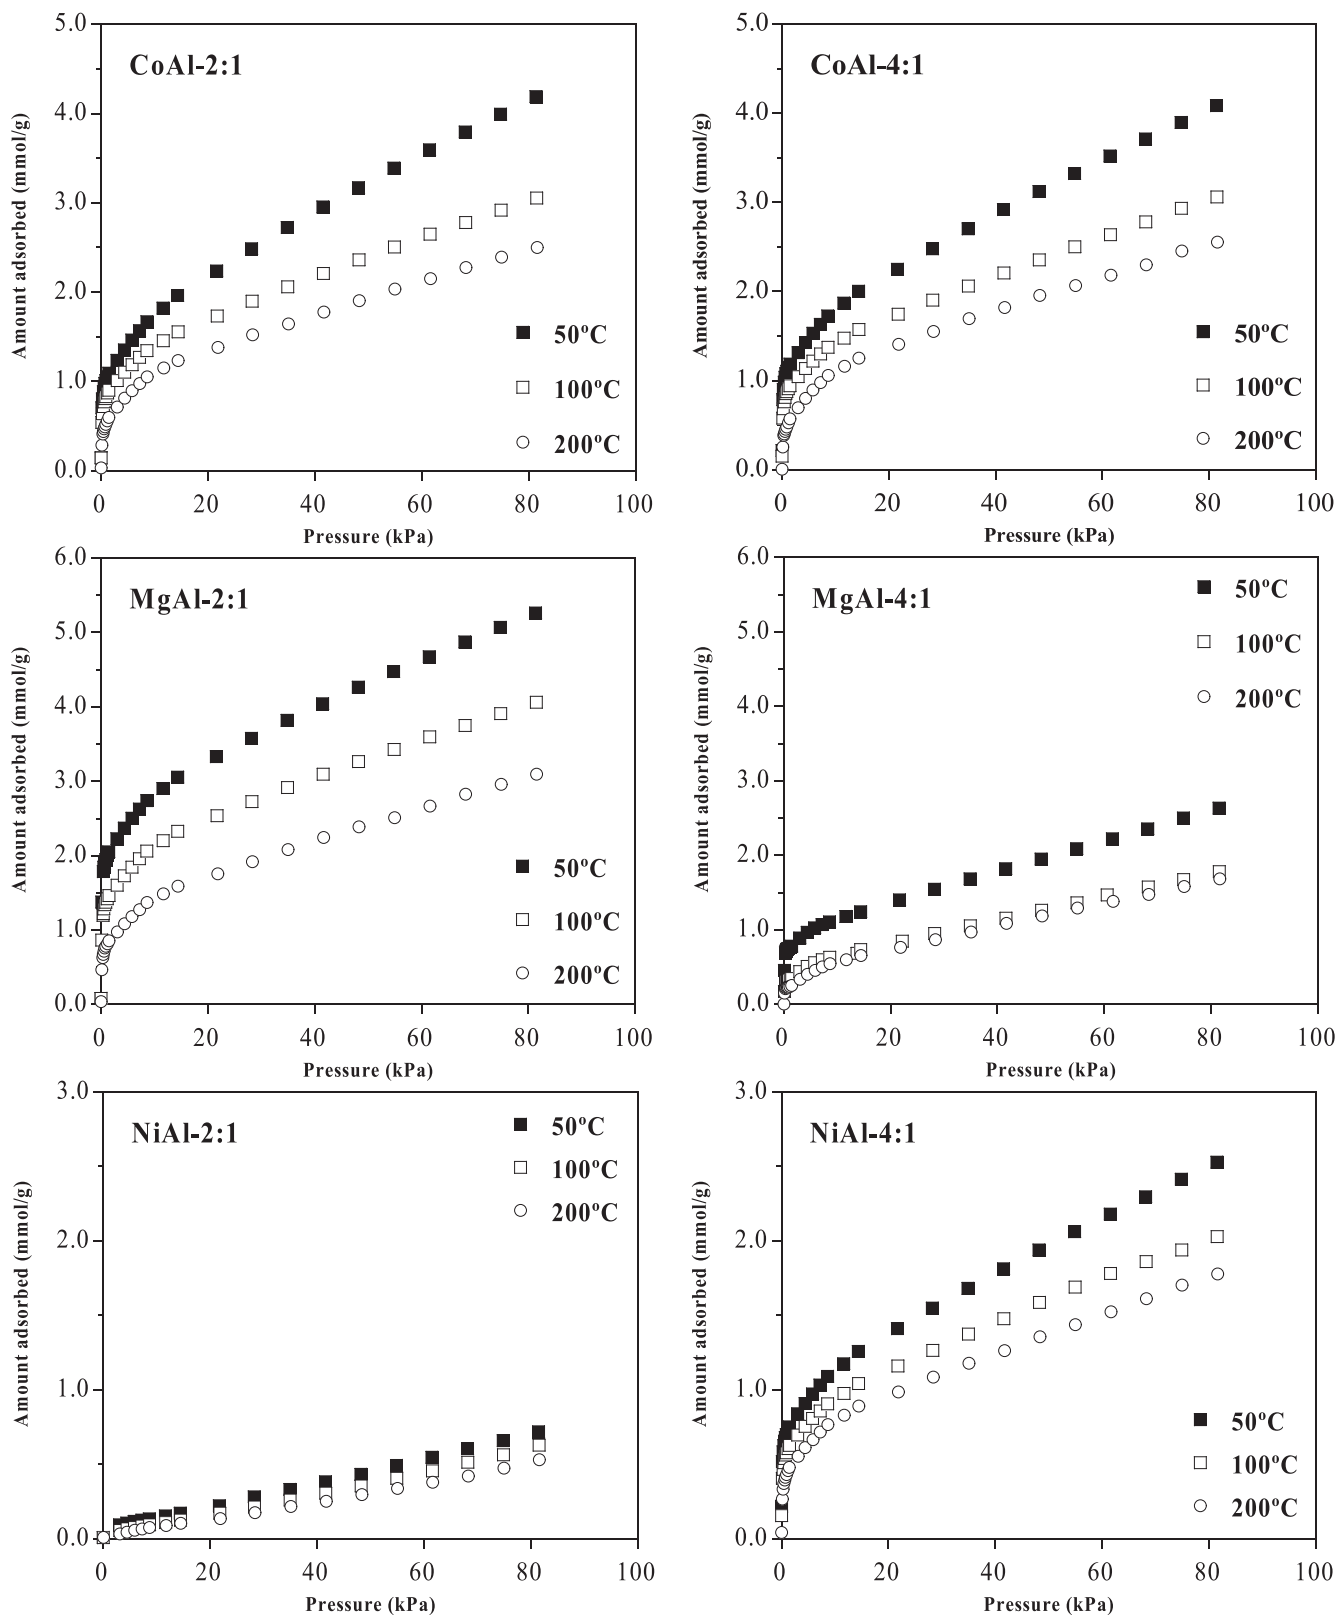 5.0
CoAl-2:1
4.0
3.0
2.0
1.0
0.0
Amount adsorbed (mmol/g)
50ºC
100ºC
200ºC
0 20 40 60 80 100
Pressure (kPa)
5.0
CoAl-4:1
4.0
3.0
2.0
1.0
0.0
Amount adsorbed (mmol/g)
50ºC
100ºC
200ºC
0 20 40 60 80 100
Pressure (kPa)
6.0
MgAl-2:1
5.0
4.0
3.0
2.0
1.0
0.0
Amount adsorbed (mmol/g)
50ºC
100ºC
200ºC
0 20 40 60 80 100
Pressure (kPa)
6.0
MgAl-4:1
5.0
4.0
3.0
2.0
1.0
0.0
Amount adsorbed (mmol/g)
50ºC
100ºC
200ºC
0 20 40 60 80 100
Pressure (kPa)
3.0
NiAl-2:1
2.0
1.0
0.0
Amount adsorbed (mmol/g)
50ºC
100ºC
200ºC
0 20 40 60 80 100
Pressure (kPa)
3.0
NiAl-4:1
2.0
1.0
0.0
Amount adsorbed (mmol/g)
50ºC
100ºC
200ºC
0 20 40 60 80 100
Pressure (kPa)